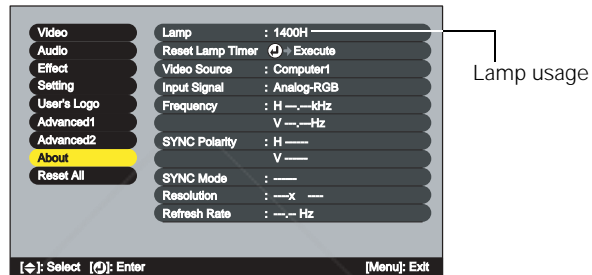 Video
Audio
Effect
Setting
User's Logo
Advanced1
Advanced2
About
Reset All
Lamp : 1400H
Reset Lamp Timer Execute
Video Source : Computer1
Input Signal : Analog-RGB
Frequency : H ---.---kHz
V ---.---Hz
SYNC Polarity : H ------
V ------
SYNC Mode : ------
Resolution : ----x ----
Refresh Rate : ---.-- Hz
[ ]: Select [ ]: Enter [Menu]: Exit
Lamp usage